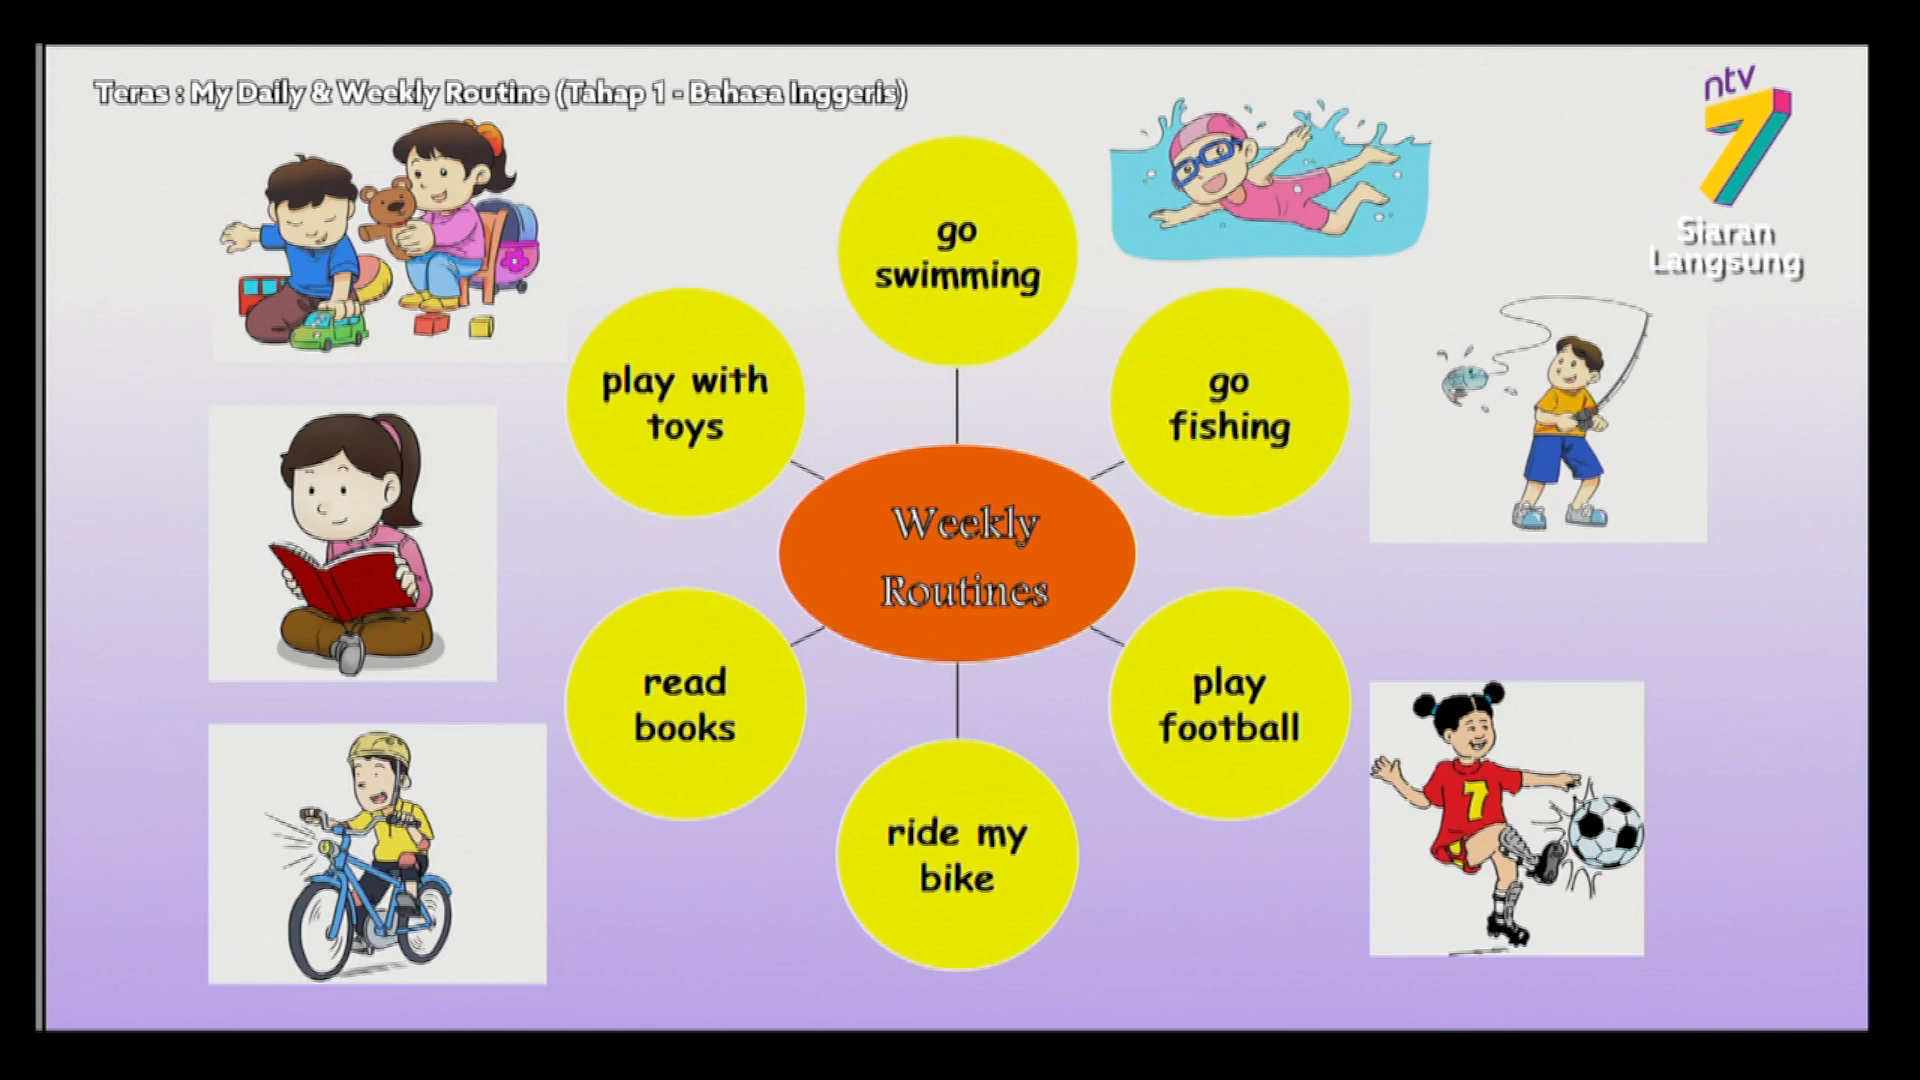 Teras : My Daily & Weekly Routine (Tahap 1 - Bahasa Inggeris)
ntv
7
Siaran
Langsung
go
swimming
play with
toys
go
fishing
Weekly
Routines
read
books
play
football
ride my
bike
7